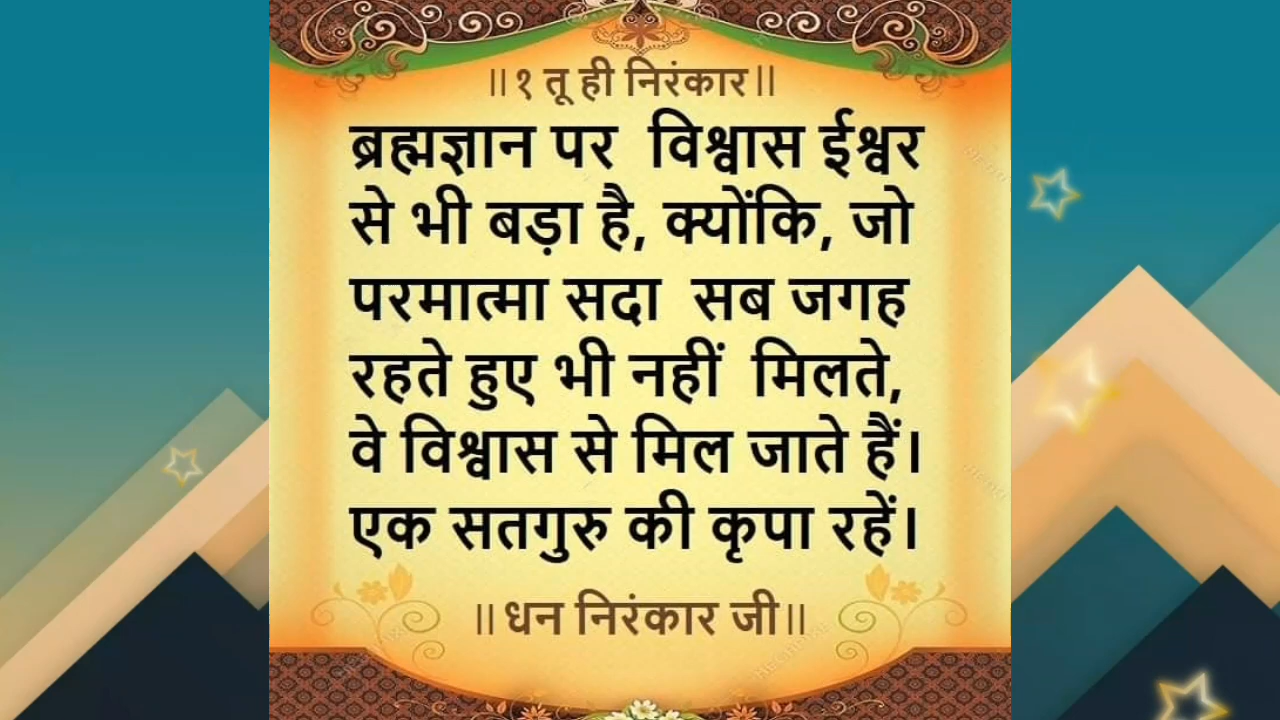 ॥१ तू ही निरंकार॥
ब्रह्मज्ञान पर विश्वास ईश्वर
से भी बड़ा है, क्योंकि, जो
परमात्मा सदा सब जगह
रहते हुए भी नहीं मिलते,
वे विश्वास से मिल जाते हैं।
एक सतगुरु की कृपा रहें।
॥धन निरंकार जी॥